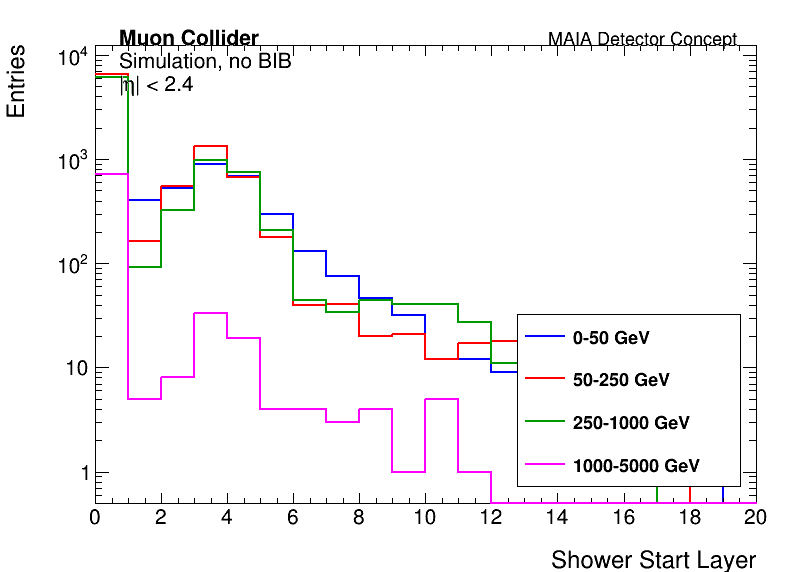 Muon Collider
MAIA Detector Concept
Simulation, no BIB
|η| < 2.4
Entries
10⁴
10³
10²
10
1
0-50 GeV
50-250 GeV
250-1000 GeV
1000-5000 GeV
0 2 4 6 8 10 12 14 16 18 20
Shower Start Layer